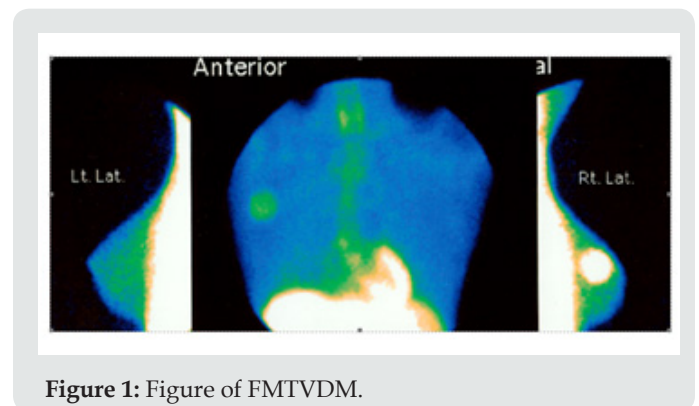 Anterior
al
Lt. Lat.
Rt. Lat.
Figure 1: Figure of FMTVDM.